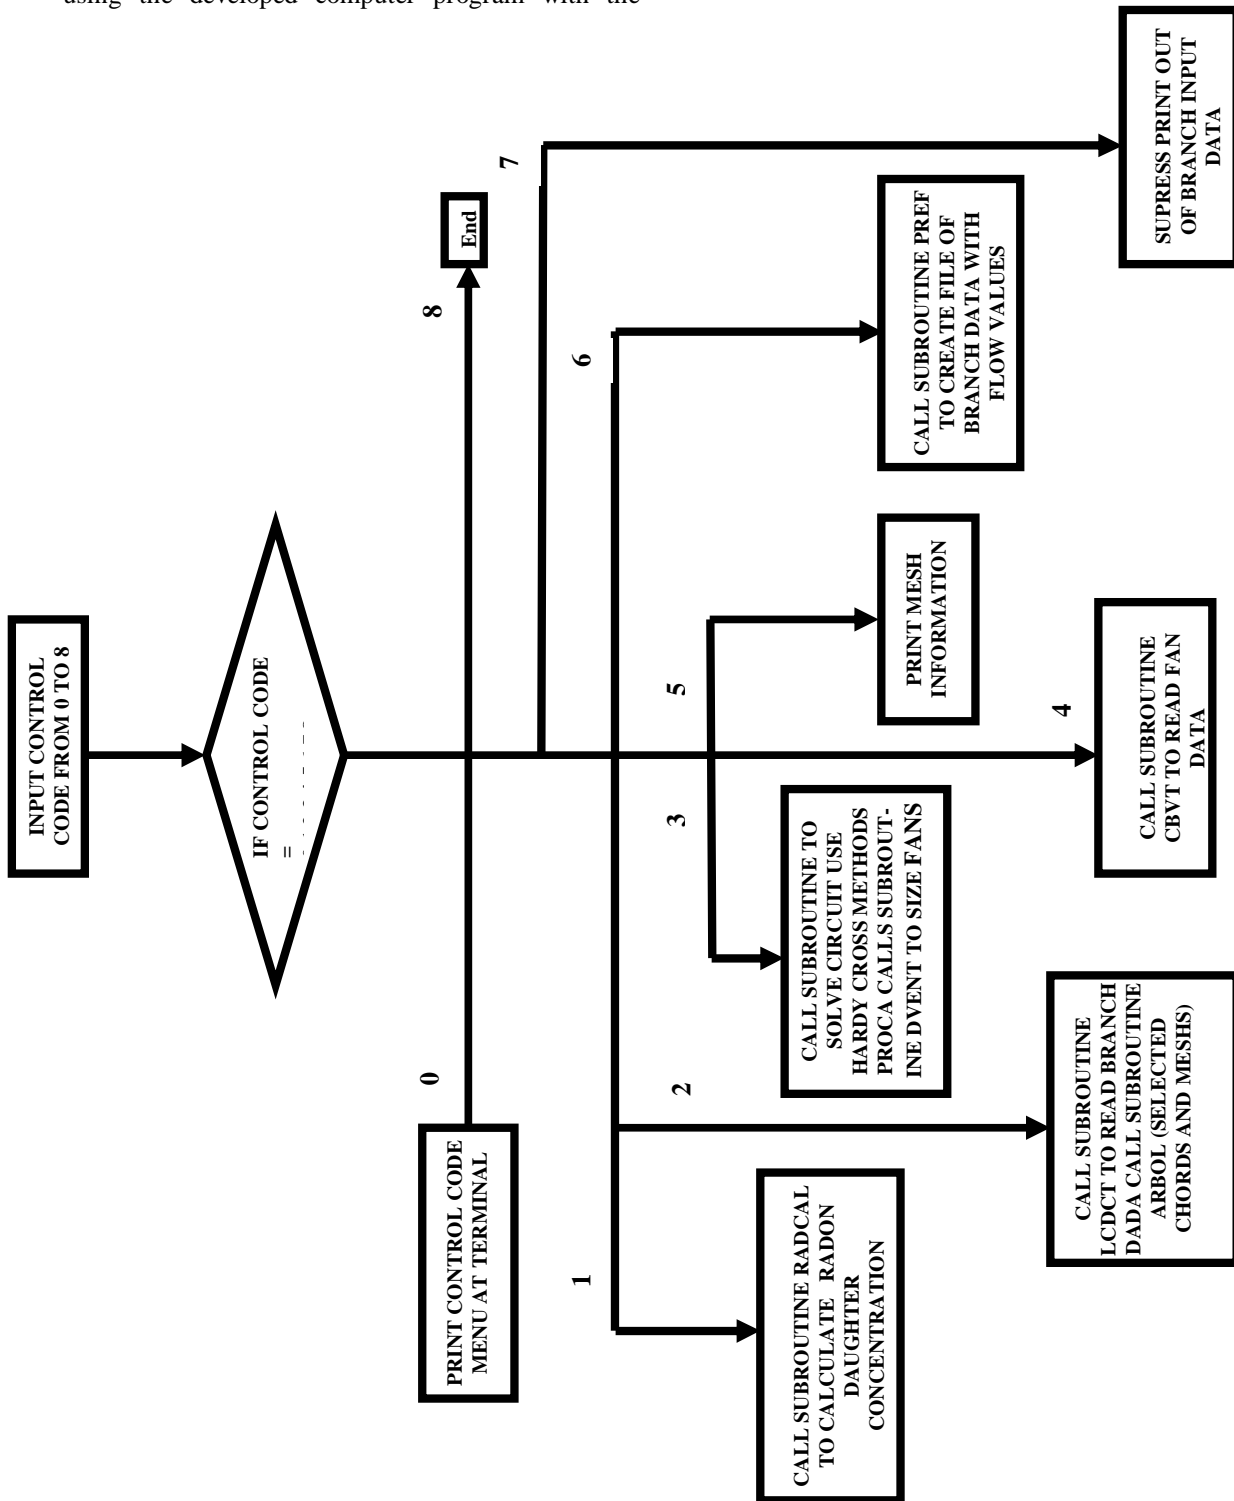 using the developed computer program with the
INPUT CONTROL
CODE FROM 0 TO 8
IF CONTROL CODE
=
0
8
PRINT CONTROL CODE
MENU AT TERMINAL
End
7
1
6
3
5
2
4
CALL SUBROUTINE RADCAL
TO CALCULATE RADON
DAUGHTER
CONCENTRATION
CALL SUBROUTINE
LCDCT TO READ BRANCH
DADA CALL SUBROUTINE
ARBOL (SELECTED
CHORDS AND MESHS)
CALL SUBROUTINE TO
SOLVE CIRCUIT USE
HARDY CROSS METHODS
PROCA CALLS SUBROUT-
INE DVENT TO SIZE FANS
CALL SUBROUTINE
CBVT TO READ FAN
DATA
PRINT MESH
INFORMATION
CALL SUBROUTINE PREF
TO CREATE FILE OF
BRANCH DATA WITH
FLOW VALUES
SUPRESS PRINT OUT
OF BRANCH INPUT
DATA